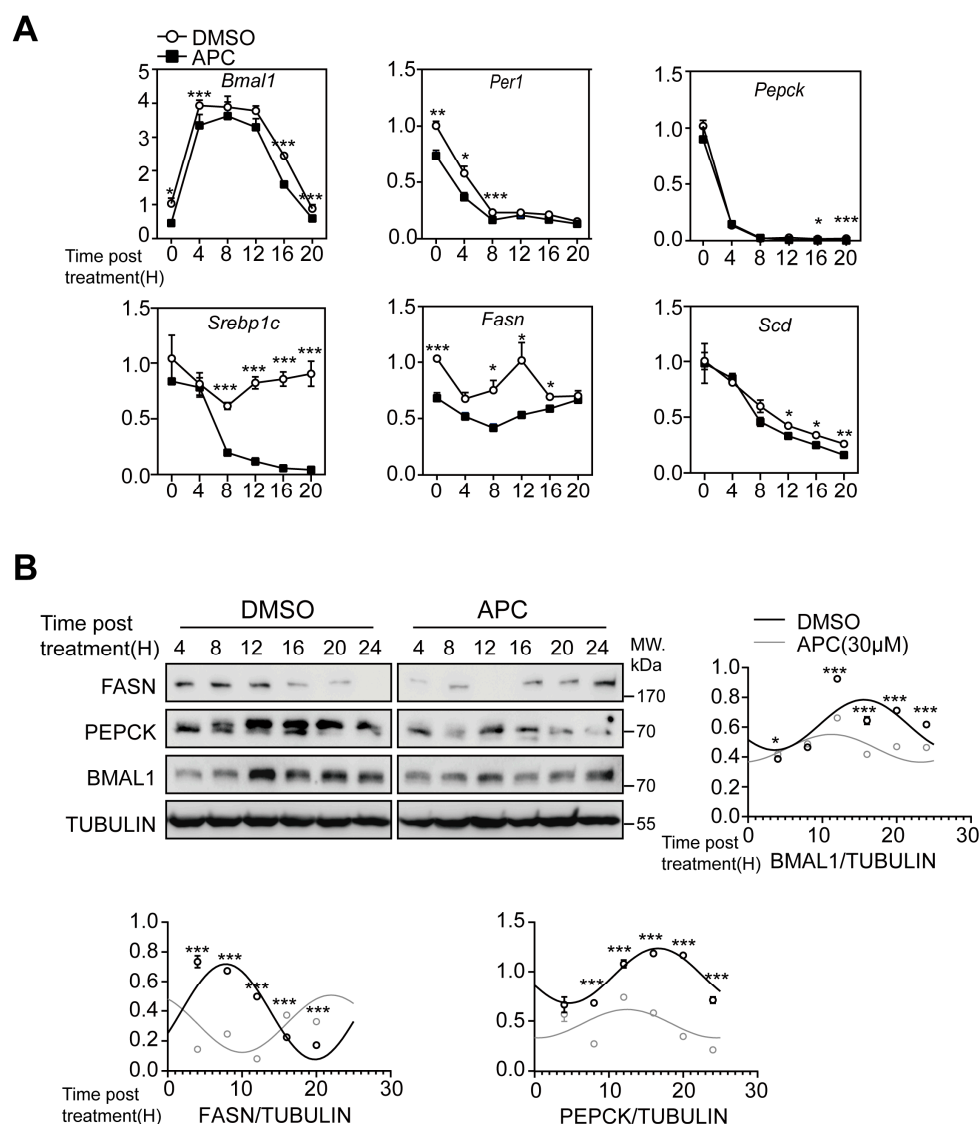 A
DMSO
APC
Bmal1
Per1
Pepck
5
4
3
2
1
0
1.5
1.0
0.5
0.0
1.5
1.0
0.5
0.0
*
***
***
***
**
*
***
*
***
0 4 8 12 16 20
0 4 8 12 16 20
0 4 8 12 16 20
Time post
treatment(H)
Srebp1c
Fasn
Scd
1.5
1.0
0.5
0.0
1.5
1.0
0.5
0.0
1.5
1.0
0.5
0.0
***
***
***
***
***
*
*
*
*
*
**
0 4 8 12 16 20
0 4 8 12 16 20
0 4 8 12 16 20
B
DMSO
APC
Time post
treatment(H)
4 8 12 16 20 24
4 8 12 16 20 24
MW.
kDa
FASN
170
PEPCK
70
BMAL1
70
TUBULIN
55
DMSO
APC(30μM)
1.0
0.8
0.6
0.4
0.2
0.0
*
***
***
***
***
0 10 20 30
Time post
treatment(H)
BMAL1/TUBULIN
1.0
0.8
0.6
0.4
0.2
0.0
***
***
***
***
***
0 10 20 30
Time post
treatment(H)
FASN/TUBULIN
1.5
1.0
0.5
0.0
***
***
***
***
***
0 10 20 30
PEPCK/TUBULIN